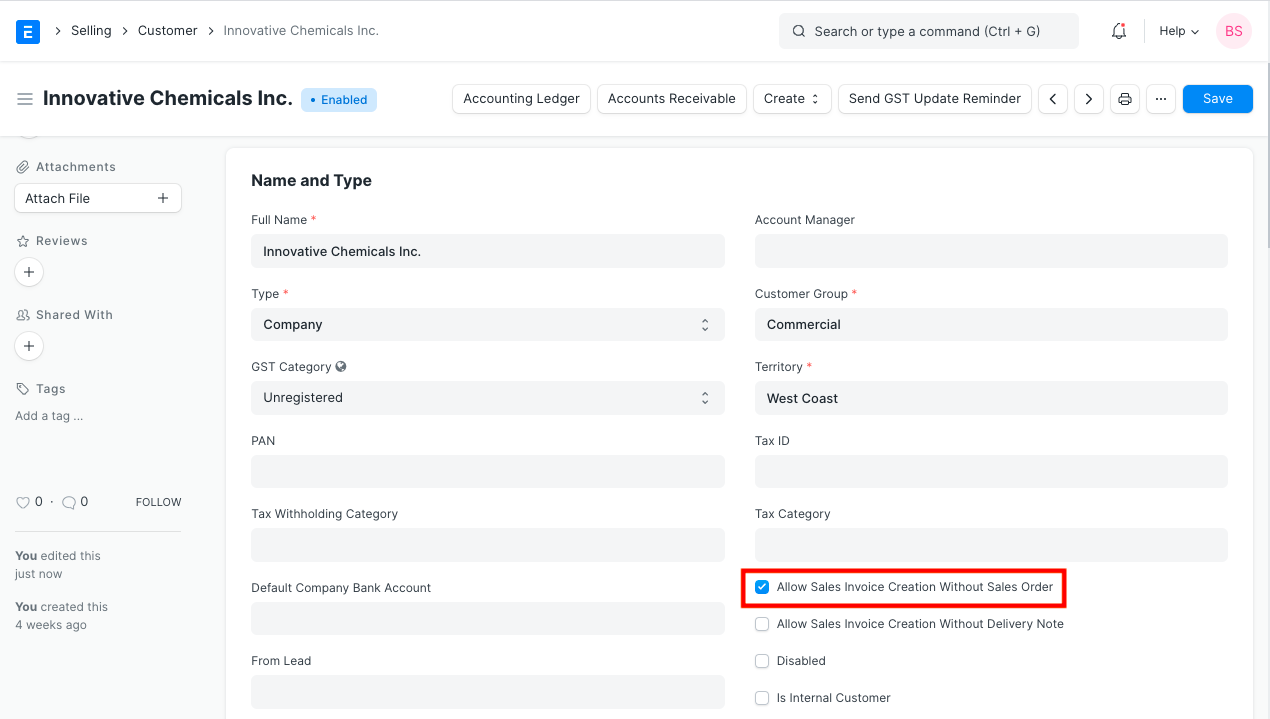 E
Selling
Customer
Innovative Chemicals Inc.
Search or type a command (Ctrl + G)
Help
BS
Innovative Chemicals Inc.
Enabled
Accounting Ledger
Accounts Receivable
Create
Send GST Update Reminder
Save
Attachments
Attach File
Reviews
Shared With
Tags
Add a tag ...
0 · 0
FOLLOW
You edited this
just now
You created this
4 weeks ago
Name and Type
Full Name *
Innovative Chemicals Inc.
Type *
Company
GST Category
Unregistered
PAN
Tax Withholding Category
Default Company Bank Account
From Lead
Account Manager
Customer Group *
Commercial
Territory *
West Coast
Tax ID
Tax Category
Allow Sales Invoice Creation Without Sales Order
Allow Sales Invoice Creation Without Delivery Note
Disabled
Is Internal Customer